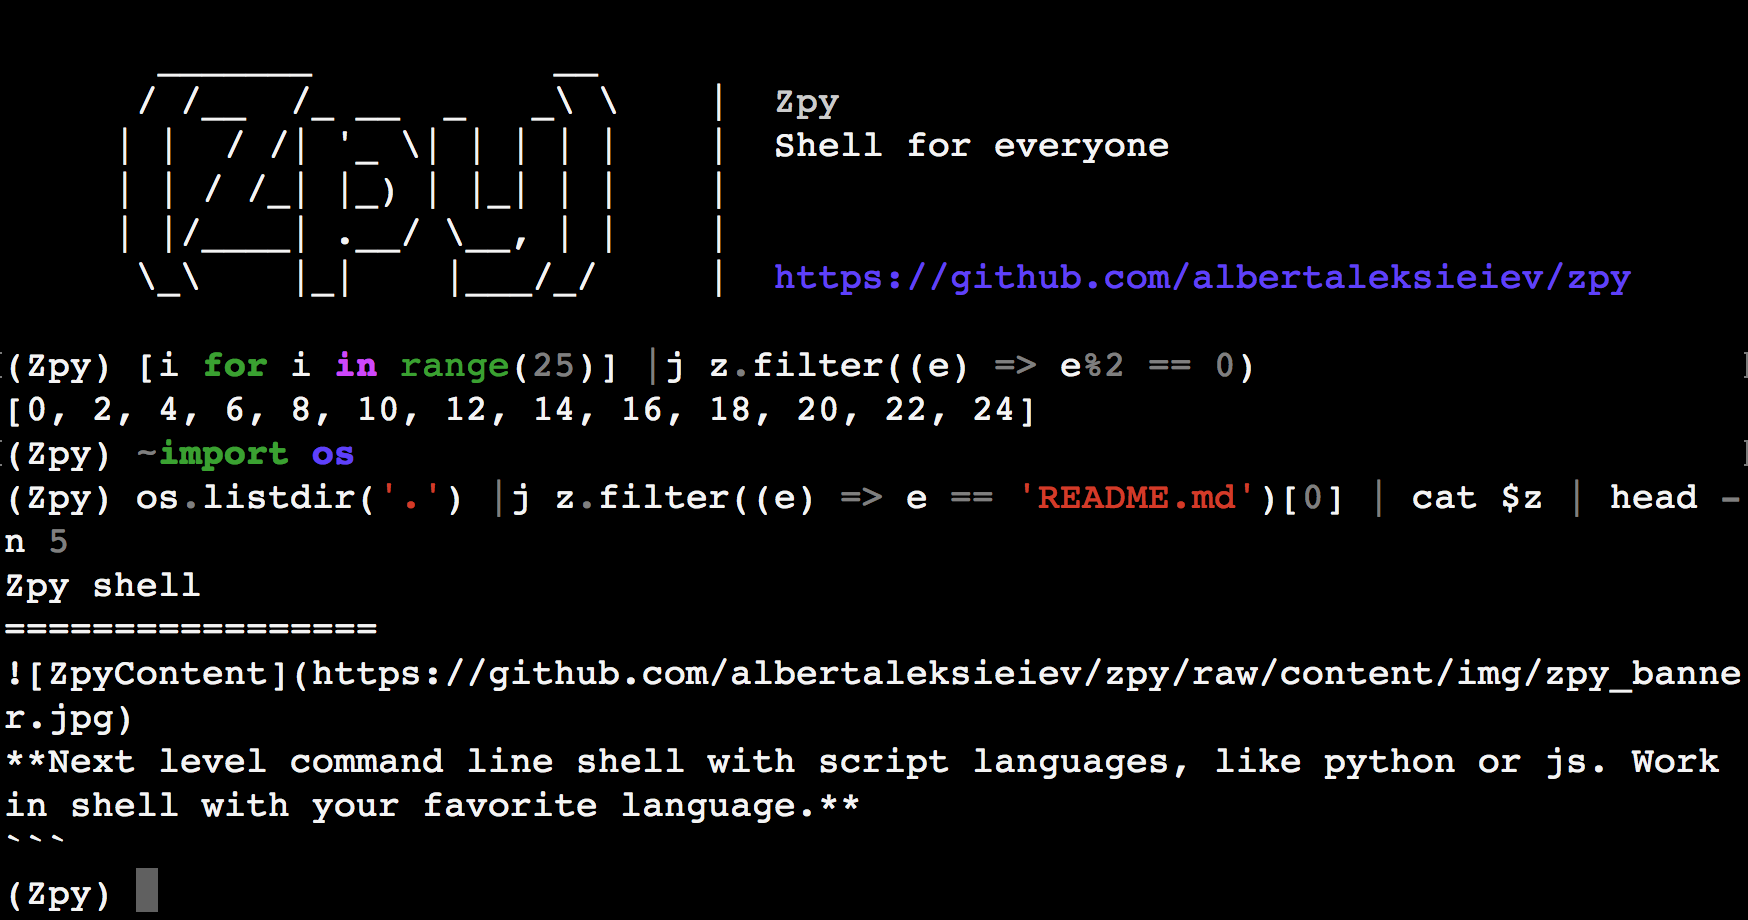 Zpy
Shell for everyone
https://github.com/albertaleksieiev/zpy
(Zpy) [i for i in range(25)] |j z.filter((e) => e%2 == 0)
[0, 2, 4, 6, 8, 10, 12, 14, 16, 18, 20, 22, 24]
(Zpy) ~import os
(Zpy) os.listdir('.') |j z.filter((e) => e == 'README.md')[0] | cat $z | head -
n 5
Zpy shell
=================
![ZpyContent](https://github.com/albertaleksieiev/zpy/raw/content/img/zpy_banne
r.jpg)
**Next level command line shell with script languages, like python or js. Work
in shell with your favorite language.**
```
(Zpy)